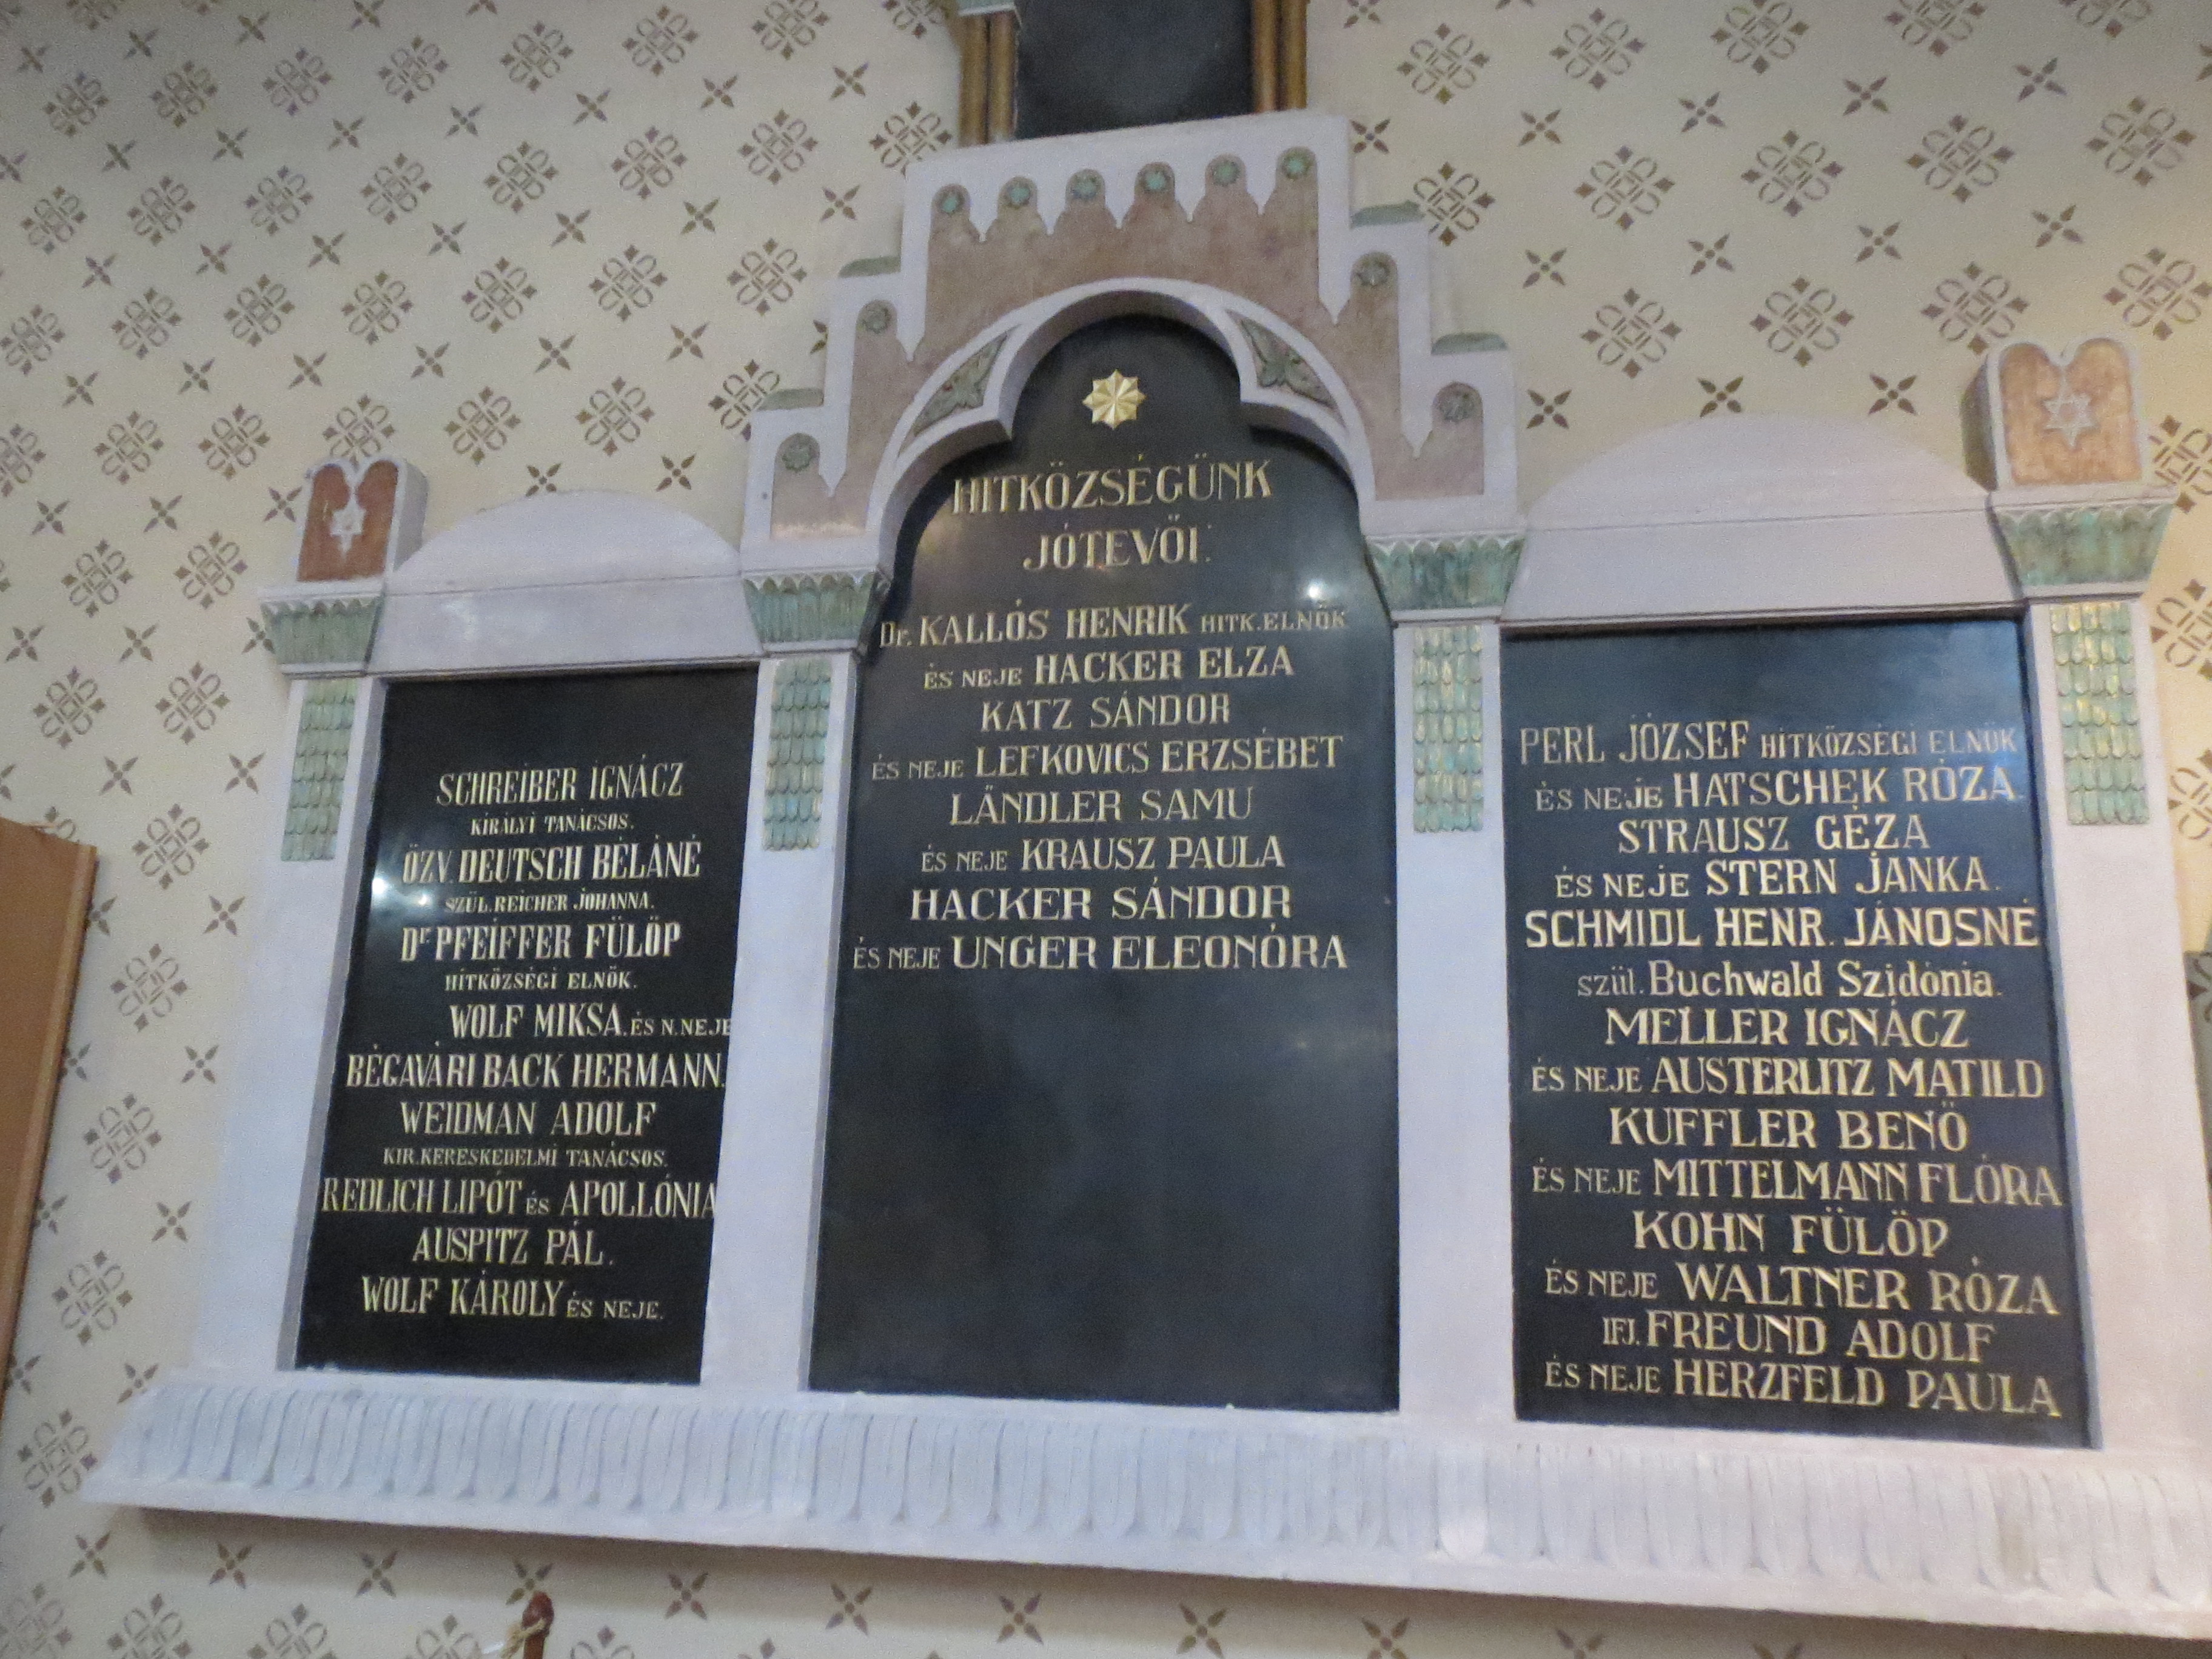 SCHREIBER IGNÁCZ
KIRÁLYI TANÁCSOS.
ÖZV. DEUTSCH BÉLÁNÉ
SZÜL. REICHER JOHANNA.
Dr PFEIFFER FÜLÖP
HITKÖZSÉGI ELNÖK.
WOLF MIKSA. ÉS N. NEJE
BÉGAVÁRI BACK HERMANN.
WEIDMAN ADOLF
KIR. KERESKEDELMI TANÁCSOS.
REDLICH LIPÓT ÉS APOLLÓNIA
AUSPITZ PÁL.
WOLF KÁROLY ÉS NEJE.
HITKÖZSÉGÜNK
JÓTEVŐI.
Dr. KALLÓS HENRIK HITK. ELNÖK
ÉS NEJE HACKER ELZA
KATZ SÁNDOR
ÉS NEJE LEFKOVICS ERZSÉBET
LÄNDLER SAMU
ÉS NEJE KRAUSZ PAULA
HACKER SÁNDOR
ÉS NEJE UNGER ELEONÓRA
PERL JÓZSEF HITKÖZSÉGI ELNÖK
ÉS NEJE HATSCHEK RÓZA.
STRAUSZ GÉZA
ÉS NEJE STERN JANKA.
SCHMIDL HENR. JÁNOSNÉ
szül. Buchwald Szidónia.
MELLER IGNÁCZ
ÉS NEJE AUSTERLITZ MATILD
KUFFLER BENŐ
ÉS NEJE MITTELMANN FLÓRA
KOHN FÜLÖP
ÉS NEJE WALTNER RÓZA
IFJ. FREUND ADOLF
ÉS NEJE HERZFELD PAULA